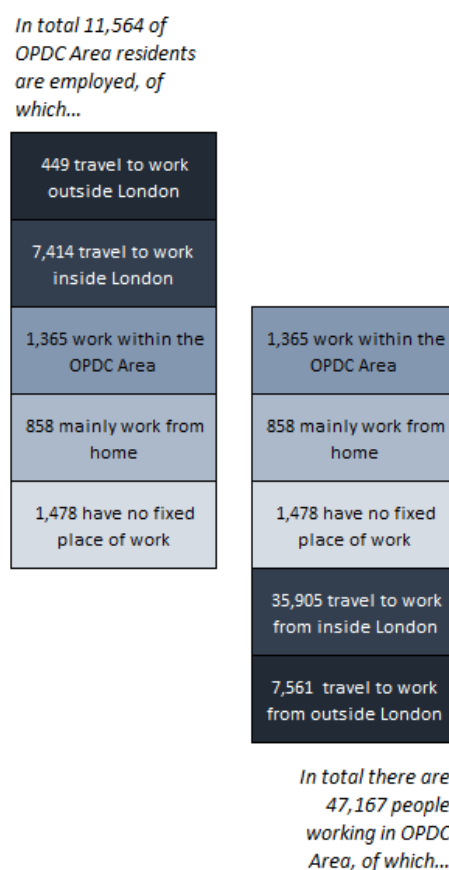 In total 11,564 of
OPDC Area residents
are employed, of
which...
449 travel to work
outside London
7,414 travel to work
inside London
1,365 work within the
OPDC Area
858 mainly work from
home
1,478 have no fixed
place of work
1,365 work within the
OPDC Area
858 mainly work from
home
1,478 have no fixed
place of work
35,905 travel to work
from inside London
7,561 travel to work
from outside London
In total there are
47,167 people
working in OPDC
Area, of which...